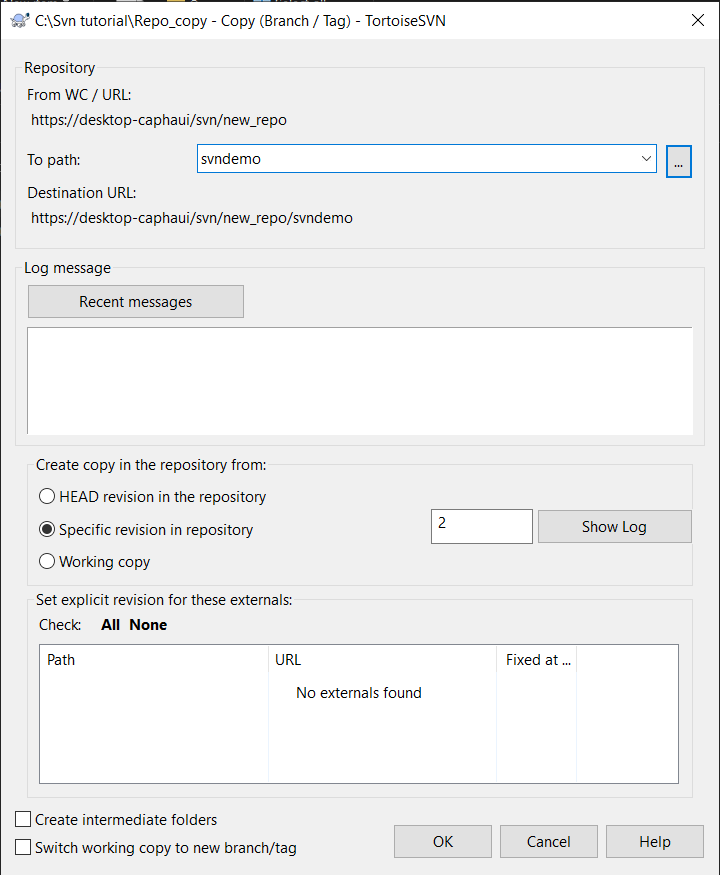 C:\Svn tutorial\Repo_copy - Copy (Branch / Tag) - TortoiseSVN
Repository
From WC / URL:
https://desktop-caphaui/svn/new_repo
To path:
svndemo
...
Destination URL:
https://desktop-caphaui/svn/new_repo/svndemo
Log message
Recent messages
Create copy in the repository from:
HEAD revision in the repository
Specific revision in repository
2
Show Log
Working copy
Set explicit revision for these externals:
Check: All None
Path URL Fixed at ...
No externals found
Create intermediate folders
Switch working copy to new branch/tag
OK Cancel Help